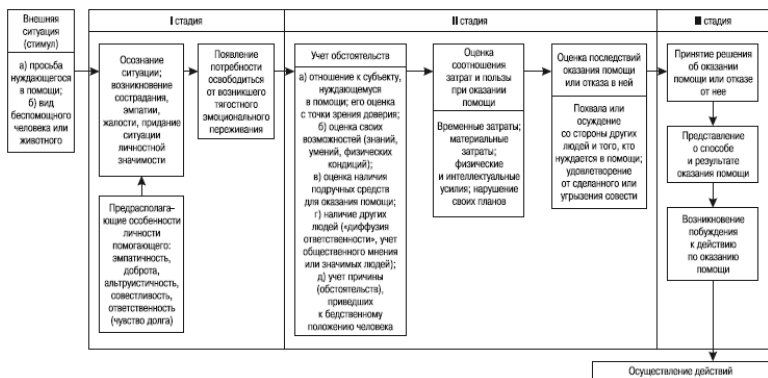 Внешняя
ситуация
(стимул)
а) просьба
нуждающегося
в помощи;
б) вид
беспомощного
человека или
животного
I стадия
Осознание
ситуации;
возникновение
сострадания,
эмпатии,
жалости, придание
ситуации
личностной
значимости
Появление
потребности
освободиться
от возникшего
тягостного
эмоционального
переживания
Предрасполага-
ющие особенности
личности
помогающего:
эмпатичность,
доброта,
альтруистичность,
совестливость,
ответственность
(чувство долга)
II стадия
Учет обстоятельств
а) отношение к субъекту,
нуждающемуся
в помощи; его оценка
с точки зрения доверия;
б) оценка своих
возможностей (знаний,
умений, физических
кондиций);
в) оценка наличия
подручных средств
для оказания помощи;
г) наличие других
людей («диффузия
ответственности», учет
общественного мнения
или значимых людей);
д) учет причины
(обстоятельств),
приведших
к бедственному
положению человека
Оценка
соотношения
затрат и пользы
при оказании
помощи
Временные затраты;
материальные
затраты;
физические
и интеллектуальные
усилия; нарушение
своих планов
Оценка последствий
оказания помощи
или отказа в ней
Похвала или
осуждение
со стороны других
людей и того, кто
нуждается в помощи;
удовлетворение
от сделанного или
угрызения совести
III стадия
Принятие решения
об оказании
помощи или отказе
от нее
Представление
о способе
и результате
оказания помощи
Возникновение
побуждения
к действию
по оказанию
помощи
Осуществление действий